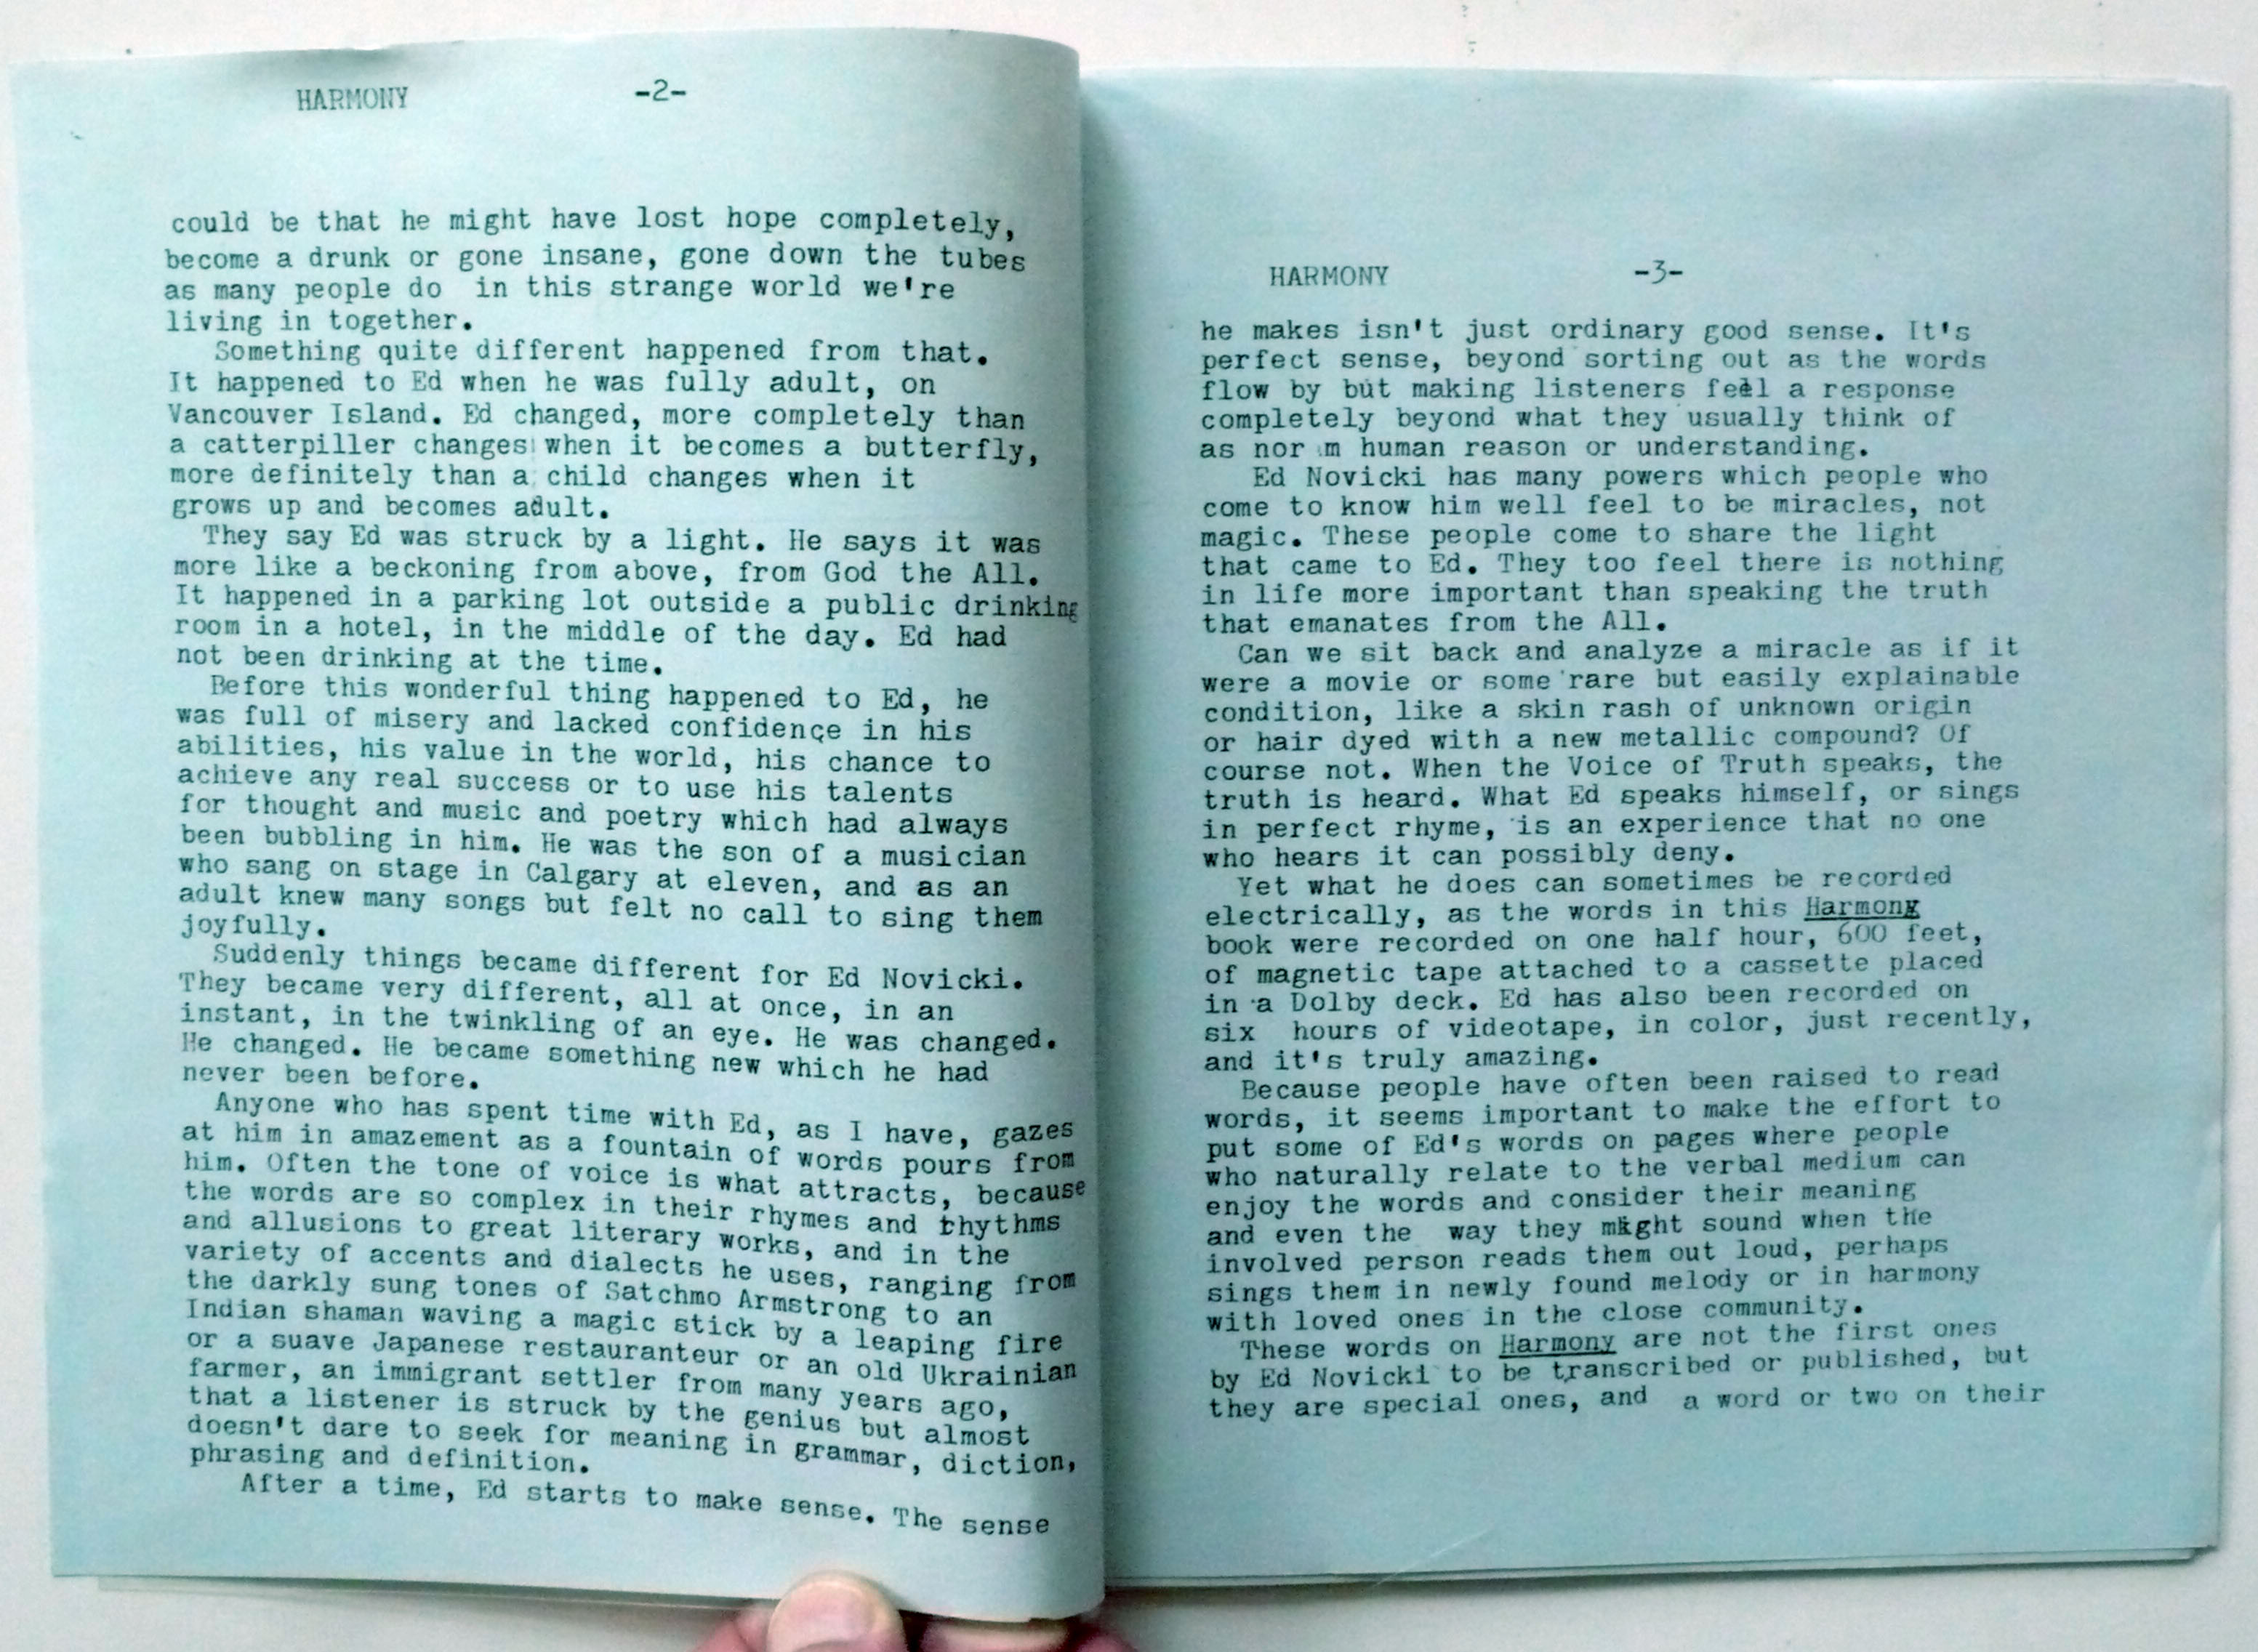 HARMONY -2-
could be that he might have lost hope completely,
become a drunk or gone insane, gone down the tubes
as many people do in this strange world we're
living in together.
Something quite different happened from that.
It happened to Ed when he was fully adult, on
Vancouver Island. Ed changed, more completely than
a catterpiller changes when it becomes a butterfly,
more definitely than a child changes when it
grows up and becomes adult.
They say Ed was struck by a light. He says it was
more like a beckoning from above, from God the All.
It happened in a parking lot outside a public drinking
room in a hotel, in the middle of the day. Ed had
not been drinking at the time.
Before this wonderful thing happened to Ed, he
was full of misery and lacked confidence in his
abilities, his value in the world, his chance to
achieve any real success or to use his talents
for thought and music and poetry which had always
been bubbling in him. He was the son of a musician
who sang on stage in Calgary at eleven, and as an
adult knew many songs but felt no call to sing them
joyfully.
Suddenly things became different for Ed Novicki.
They became very different, all at once, in an
instant, in the twinkling of an eye. He was changed.
He changed. He became something new which he had
never been before.
Anyone who has spent time with Ed, as I have, gazes
at him in amazement as a fountain of words pours from
him. Often the tone of voice is what attracts, because
the words are so complex in their rhymes and rhythms
and allusions to great literary works, and in the
variety of accents and dialects he uses, ranging from
the darkly sung tones of Satchmo Armstrong to an
Indian shaman waving a magic stick by a leaping fire
or a suave Japanese restauranteur or an old Ukrainian
farmer, an immigrant settler from many years ago,
that a listener is struck by the genius but almost
doesn't dare to seek for meaning in grammar, diction,
phrasing and definition.
After a time, Ed starts to make sense. The sense
HARMONY -3-
he makes isn't just ordinary good sense. It's
perfect sense, beyond sorting out as the words
flow by but making listeners feel a response
completely beyond what they usually think of
as nor m human reason or understanding.
Ed Novicki has many powers which people who
come to know him well feel to be miracles, not
magic. These people come to share the light
that came to Ed. They too feel there is nothing
in life more important than speaking the truth
that emanates from the All.
Can we sit back and analyze a miracle as if it
were a movie or some rare but easily explainable
condition, like a skin rash of unknown origin
or hair dyed with a new metallic compound? Of
course not. When the Voice of Truth speaks, the
truth is heard. What Ed speaks himself, or sings
in perfect rhyme, is an experience that no one
who hears it can possibly deny.
Yet what he does can sometimes be recorded
electrically, as the words in this Harmony
book were recorded on one half hour, 600 feet,
of magnetic tape attached to a cassette placed
in a Dolby deck. Ed has also been recorded on
six hours of videotape, in color, just recently,
and it's truly amazing.
Because people have often been raised to read
words, it seems important to make the effort to
put some of Ed's words on pages where people
who naturally relate to the verbal medium can
enjoy the words and consider their meaning
and even the way they might sound when the
involved person reads them out loud, perhaps
sings them in newly found melody or in harmony
with loved ones in the close community.
These words on Harmony are not the first ones
by Ed Novicki to be transcribed or published, but
they are special ones, and a word or two on their